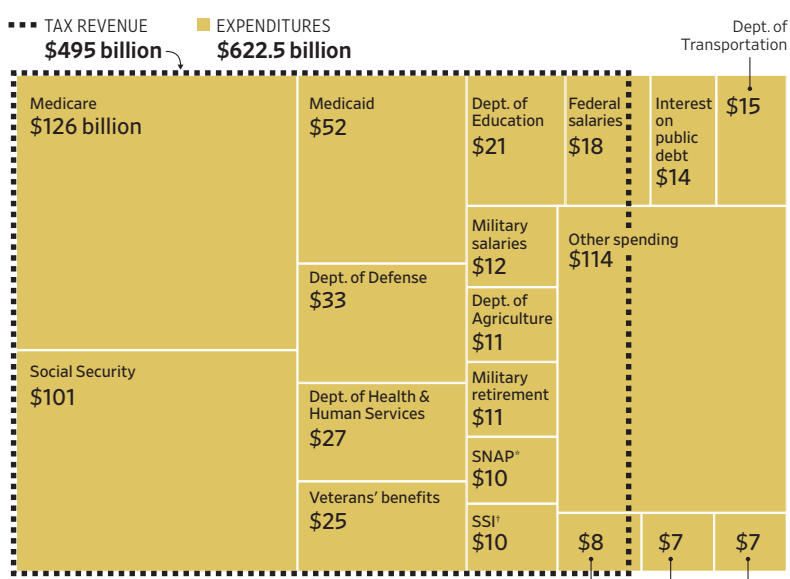 TAX REVENUE
$495 billion
EXPENDITURES
$622.5 billion
Dept. of
Transportation
$15
Medicare
$126 billion
Medicaid
$52
Dept. of
Education
$21
Federal
salaries
$18
Interest
on
public
debt
$14
Military
salaries
$12
Other spending
$114
Dept. of Defense
$33
Dept. of
Agriculture
$11
Social Security
$101
Military
retirement
$11
Dept. of Health &
Human Services
$27
SNAP*
$10
Veterans’ benefits
$25
SSI†
$10
$8
$7
$7